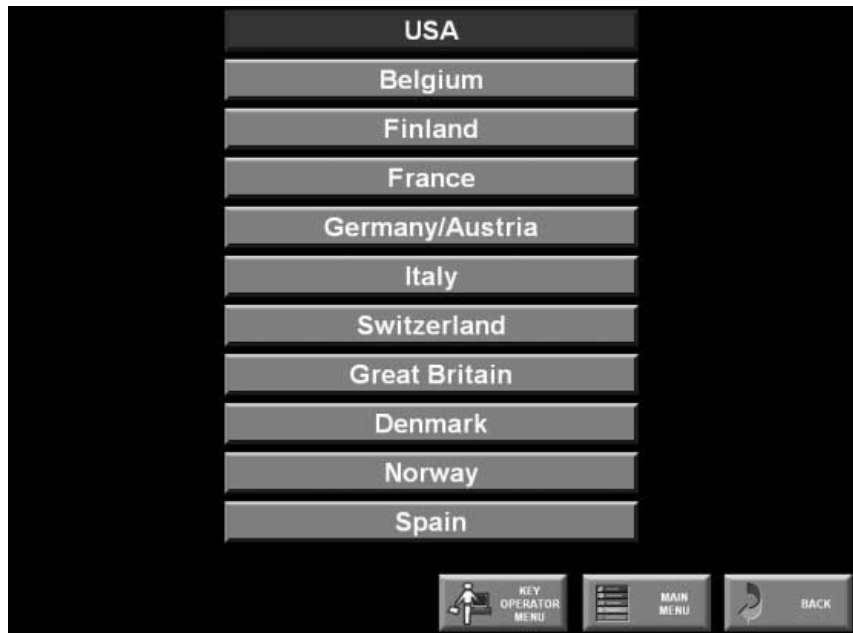 USA
Belgium
Finland
France
Germany/Austria
Italy
Switzerland
Great Britain
Denmark
Norway
Spain
KEY
OPERATOR
MENU
MAIN
MENU
BACK